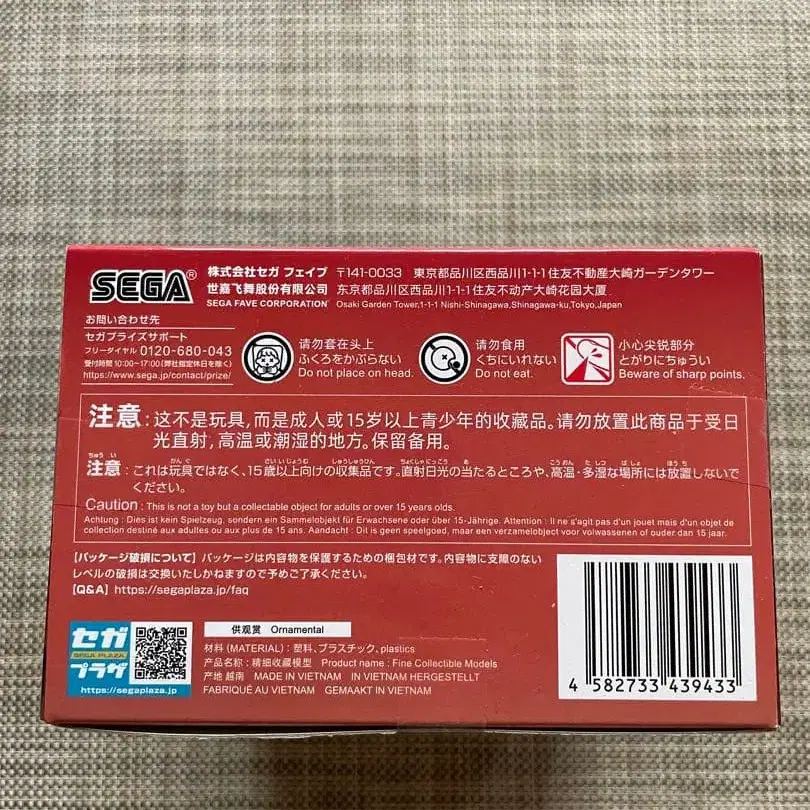 SEGA®
株式会社セガ フェイブ 〒141-0033 東京都品川区西品川1-1-1住友不動産大崎ガーデンタワー
世嘉飞舞股份有限公司 东京都品川区西品川1-1-1住友不动产大崎花园大厦
SEGA FAVE CORPORATION Osaki Garden Tower,1-1-1 Nishi-Shinagawa,Shinagawa-ku,Tokyo,Japan
お問い合わせ先
セガプライズサポート
フリーダイヤル 0120-680-043
受付時間 10:00~17:00(弊社指定休日を除く)
https://www.sega.jp/contact/prize/
请勿套在头上
ふくろをかぶらない
Do not place on head.
请勿食用
くちにいれない
Do not eat.
小心尖锐部分
とがりにちゅうい
Beware of sharp points.
注意:这不是玩具,而是成人或15岁以上青少年的收藏品。请勿放置此商品于受日
光直射,高温或潮湿的地方。保留备用。
注意:これは玩具ではなく、15歳以上向けの収集品です。直射日光の当たるところや、高温・多湿な場所には放置しないで
ください。
Caution : This is not a toy but a collectable object for adults or over 15 years olds.
Achtung : Dies ist kein Spielzeug, sondern ein Sammelobjekt für Erwachsene oder über 15-Jährige. Attention : Il ne s'agit pas d'un jouet mais d'un objet de
collection destiné aux adultes ou aux plus de 15 ans. Aandacht : Dit is geen speelgoed, maar een verzamelobject voor volwassenen of ouder dan 15 jaar.
【パッケージ破損について】パッケージは内容物を保護するための梱包材です。内容物に支障のない
レベルの破損は交換いたしかねますので予めご了承ください。
【Q&A】https://segaplaza.jp/faq
セガ
SEGA PLAZA
プラザ
https://segaplaza.jp
供观赏 Ornamental
材料(MATERIAL):塑料、プラスチック、plastics
产品名称:精细收藏模型 Product name : Fine Collectible Models
产地 越南 MADE IN VIETNAM IN VIETNAM HERGESTELLT
FABRIQUÉ AU VIETNAM GEMAAKT IN VIETNAM
4 582733 439433